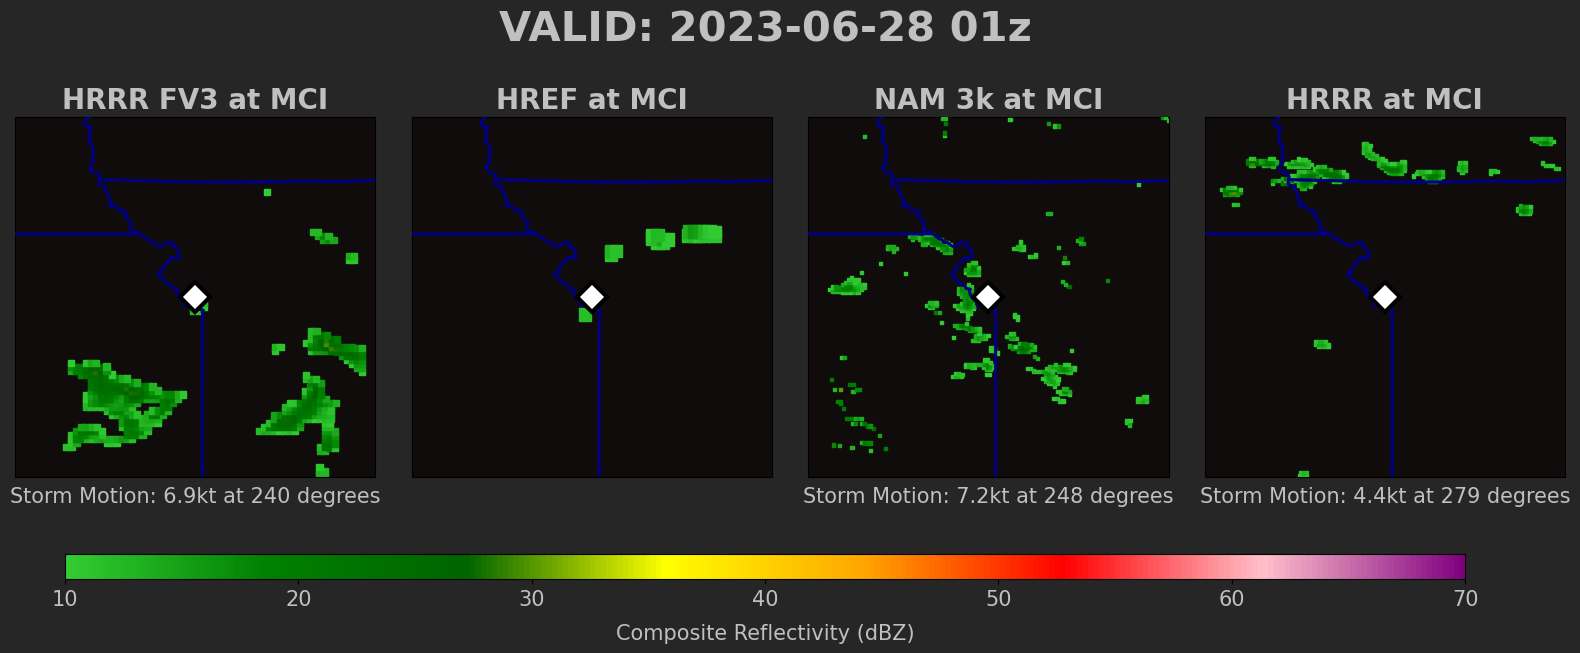 VALID: 2023-06-28 01z
HRRR FV3 at MCI
HREF at MCI
NAM 3k at MCI
HRRR at MCI
Storm Motion: 6.9kt at 240 degrees
Storm Motion: 7.2kt at 248 degrees
Storm Motion: 4.4kt at 279 degrees
10 20 30 40 50 60 70
Composite Reflectivity (dBZ)